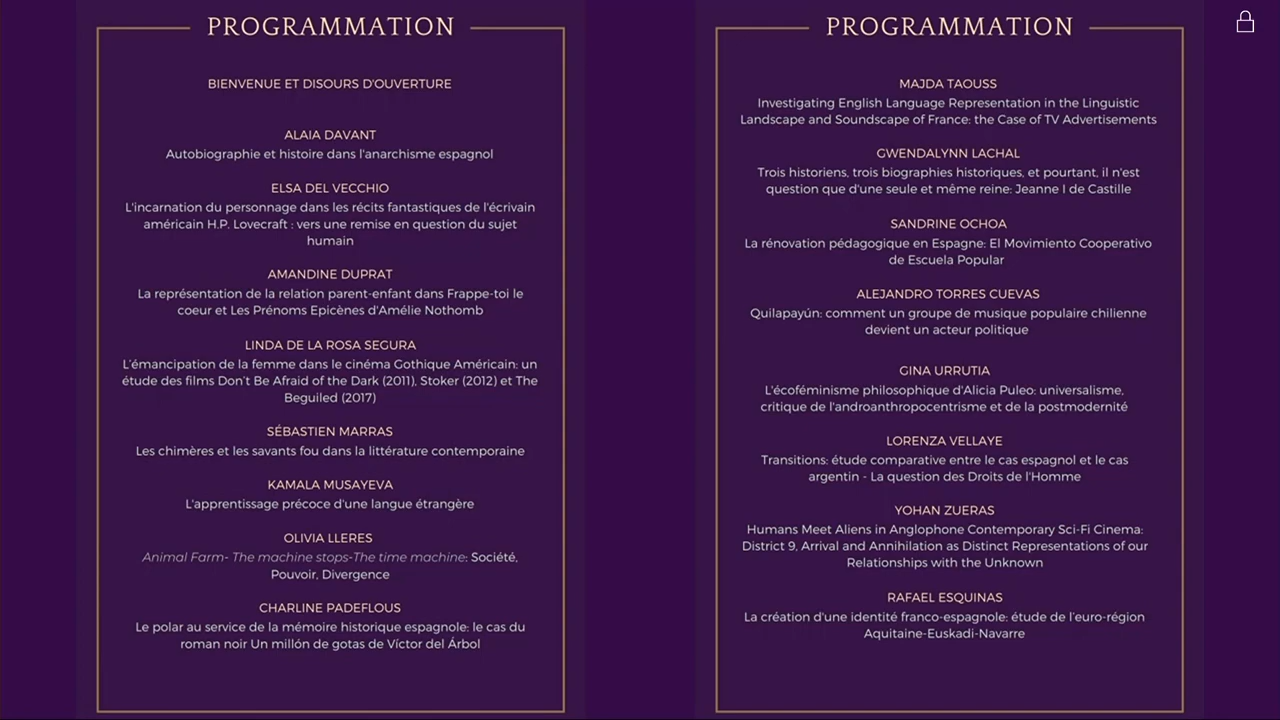 PROGRAMMATION
BIENVENUE ET DISOURS D'OUVERTURE
ALAIA DAVANT
Autobiographie et histoire dans l'anarchisme espagnol
ELSA DEL VECCHIO
L'incarnation du personnage dans les récits fantastiques de l'écrivain
américain H.P. Lovecraft : vers une remise en question du sujet
humain
AMANDINE DUPRAT
La représentation de la relation parent-enfant dans Frappe-toi le
coeur et Les Prénoms Epicènes d'Amélie Nothomb
LINDA DE LA ROSA SEGURA
L'émancipation de la femme dans le cinéma Gothique Américain: un
étude des films Don't Be Afraid of the Dark (2011), Stoker (2012) et The
Beguiled (2017)
SÉBASTIEN MARRAS
Les chimères et les savants fou dans la littérature contemporaine
KAMALA MUSAYEVA
L'apprentissage précoce d'une langue étrangère
OLIVIA LLERES
Animal Farm- The machine stops-The time machine: Société,
Pouvoir, Divergence
CHARLINE PADEFLOUS
Le polar au service de la mémoire historique espagnole: le cas du
roman noir Un millón de gotas de Víctor del Árbol
PROGRAMMATION
MAJDA TAOUSS
Investigating English Language Representation in the Linguistic
Landscape and Soundscape of France: the Case of TV Advertisements
GWENDALYNN LACHAL
Trois historiens, trois biographies historiques, et pourtant, il n'est
question que d'une seule et même reine: Jeanne I de Castille
SANDRINE OCHOA
La rénovation pédagogique en Espagne: El Movimiento Cooperativo
de Escuela Popular
ALEJANDRO TORRES CUEVAS
Quilapayún: comment un groupe de musique populaire chilienne
devient un acteur politique
GINA URRUTIA
L'écoféminisme philosophique d'Alicia Puleo: universalisme,
critique de l'androanthropocentrisme et de la postmodernité
LORENZA VELLAYE
Transitions: étude comparative entre le cas espagnol et le cas
argentin - La question des Droits de l'Homme
YOHAN ZUERAS
Humans Meet Aliens in Anglophone Contemporary Sci-Fi Cinema:
District 9, Arrival and Annihilation as Distinct Representations of our
Relationships with the Unknown
RAFAEL ESQUINAS
La création d'une identité franco-espagnole: étude de l'euro-région
Aquitaine-Euskadi-Navarre